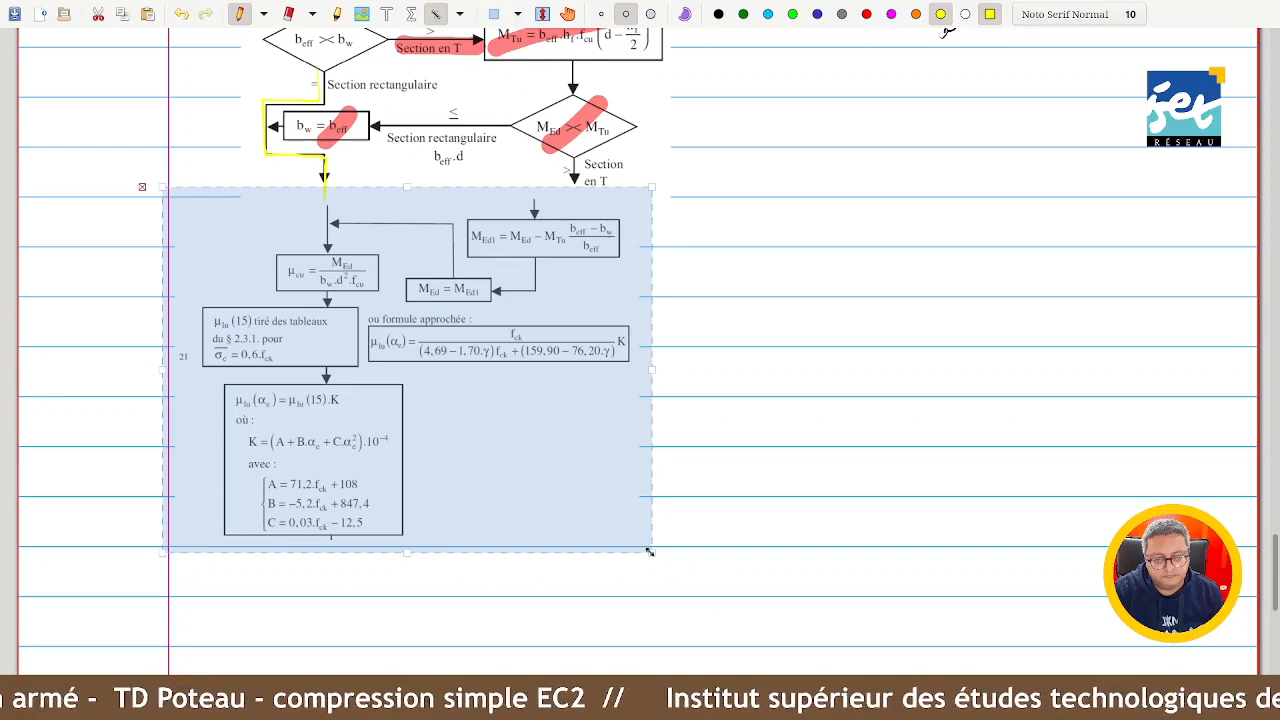 Noto Serif Normal 10
b_eff >< b_w
>
Section en T
M_Tu = b_eff.h_f.f_cu (d − h_f/2)
= Section rectangulaire
b_w = b_eff
≤
Section rectangulaire
b_eff.d
M_Ed >< M_Tu
> Section
en T
iset
RÉSEAU
M_Ed1 = M_Ed − M_Tu (b_eff − b_w)/b_eff
μ_cu = M_Ed/(b_w.d².f_cu)
M_Ed = M_Ed1
μ_lu (15) tiré des tableaux
du § 2.3.1. pour
σ_c = 0,6.f_ck
ou formule approchée :
μ_lu(α_e) = f_ck/((4,69−1,70.γ)f_ck + (159,90−76,20.γ)) K
21
μ_lu (α_e) = μ_lu (15).K
où :
K = (A + B.α_e + C.α_e²).10⁻⁴
avec :
A = 71,2.f_ck + 108
B = −5,2.f_ck + 847,4
C = 0,03.f_ck − 12,5
n armé - TD Poteau - compression simple EC2 // Institut supérieur des études technologiques de